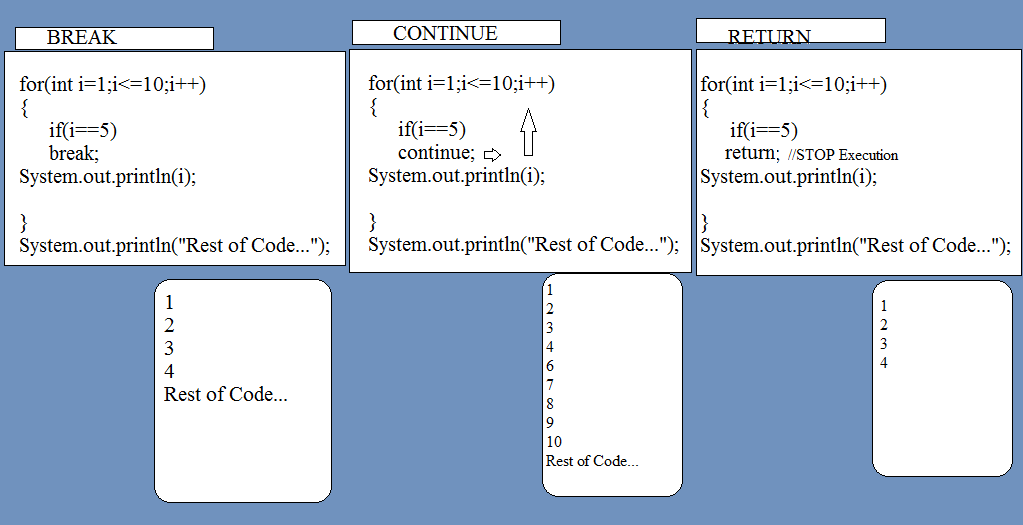 BREAK
for(int i=1;i<=10;i++)
{
if(i==5)
break;
System.out.println(i);
}
System.out.println("Rest of Code...");
1
2
3
4
Rest of Code...
CONTINUE
for(int i=1;i<=10;i++)
{
if(i==5)
continue;
System.out.println(i);
}
System.out.println("Rest of Code...");
1
2
3
4
6
7
8
9
10
Rest of Code...
RETURN
for(int i=1;i<=10;i++)
{
if(i==5)
return; //STOP Execution
System.out.println(i);
}
System.out.println("Rest of Code...");
1
2
3
4